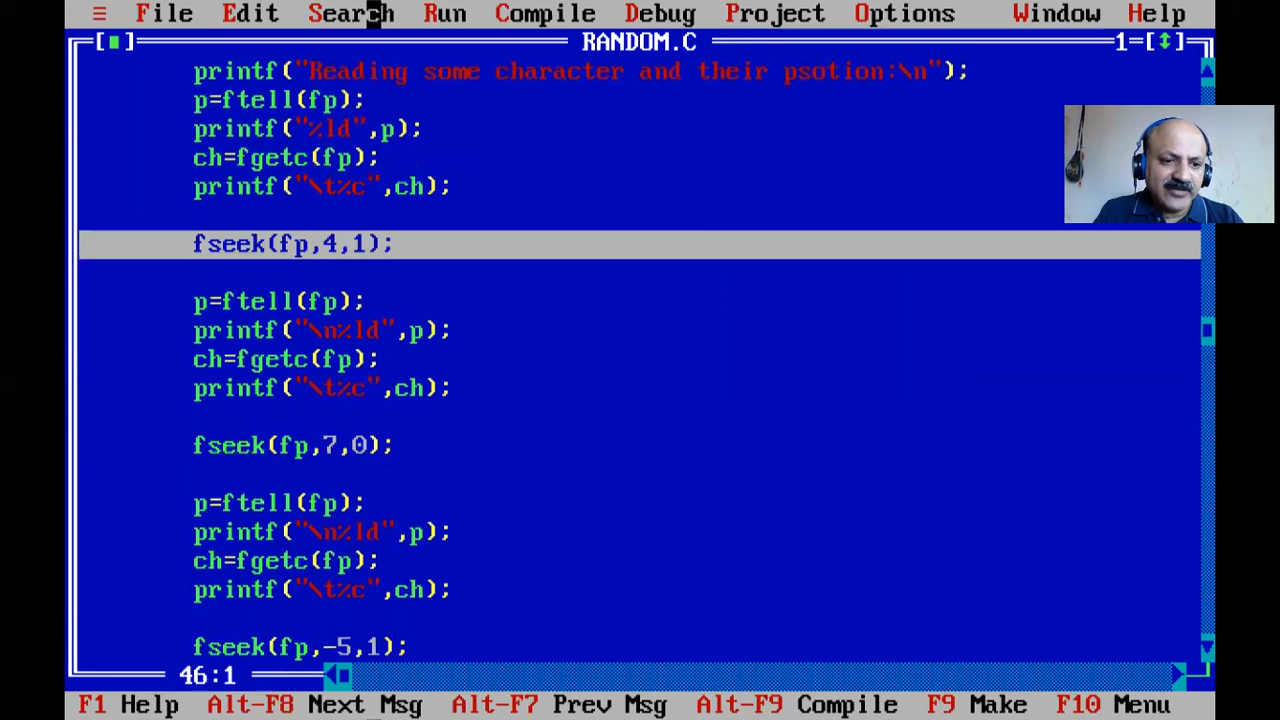 ≡ File Edit Search Run Compile Debug Project Options Window Help
[■] RANDOM.C 1=[↕]
printf("Reading some character and their psotion:\n");
p=ftell(fp);
printf("%ld",p);
ch=fgetc(fp);
printf("\t%c",ch);
fseek(fp,4,1);
p=ftell(fp);
printf("\n%ld",p);
ch=fgetc(fp);
printf("\t%c",ch);
fseek(fp,7,0);
p=ftell(fp);
printf("\n%ld",p);
ch=fgetc(fp);
printf("\t%c",ch);
fseek(fp,-5,1);
46:1
F1 Help Alt-F8 Next Msg Alt-F7 Prev Msg Alt-F9 Compile F9 Make F10 Menu